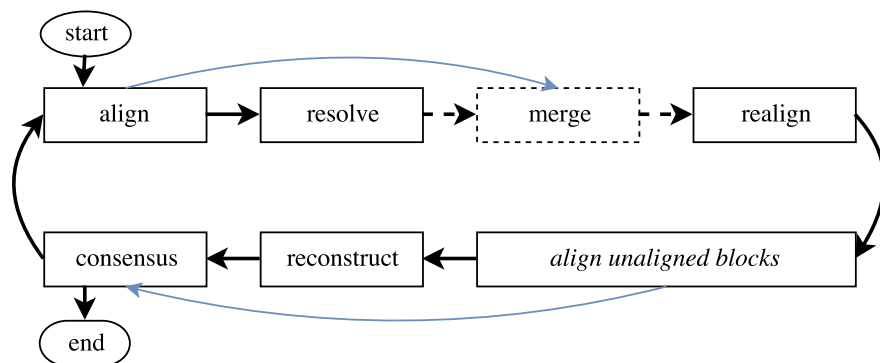 start
align
resolve
merge
realign
consensus
reconstruct
align unaligned blocks
end